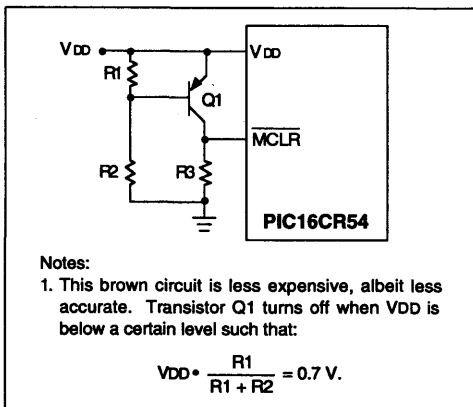 VDD
VDD
R1
Q1
MCLR
R2
R3
PIC16CR54
Notes:
1. This brown circuit is less expensive, albeit less
accurate. Transistor Q1 turns off when VDD is
below a certain level such that:
VDD • R1 / (R1 + R2) = 0.7 V.